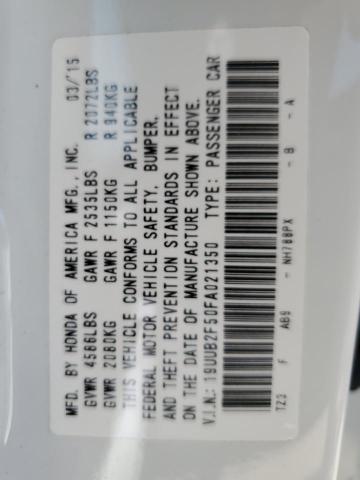 MFD. BY HONDA OF AMERICA MFG., INC. 03/'15
GVWR 4586LBS GAWR F 2535LBS R 2072LBS
GVWR 2080KG GAWR F 1150KG R 940KG
THIS VEHICLE CONFORMS TO ALL APPLICABLE
FEDERAL MOTOR VEHICLE SAFETY, BUMPER,
AND THEFT PREVENTION STANDARDS IN EFFECT
ON THE DATE OF MANUFACTURE SHOWN ABOVE.
V.I.N.: 19UUB2F50FA021350 TYPE: PASSENGER CAR
TZ3 F AB9 - NH788PX - B - A